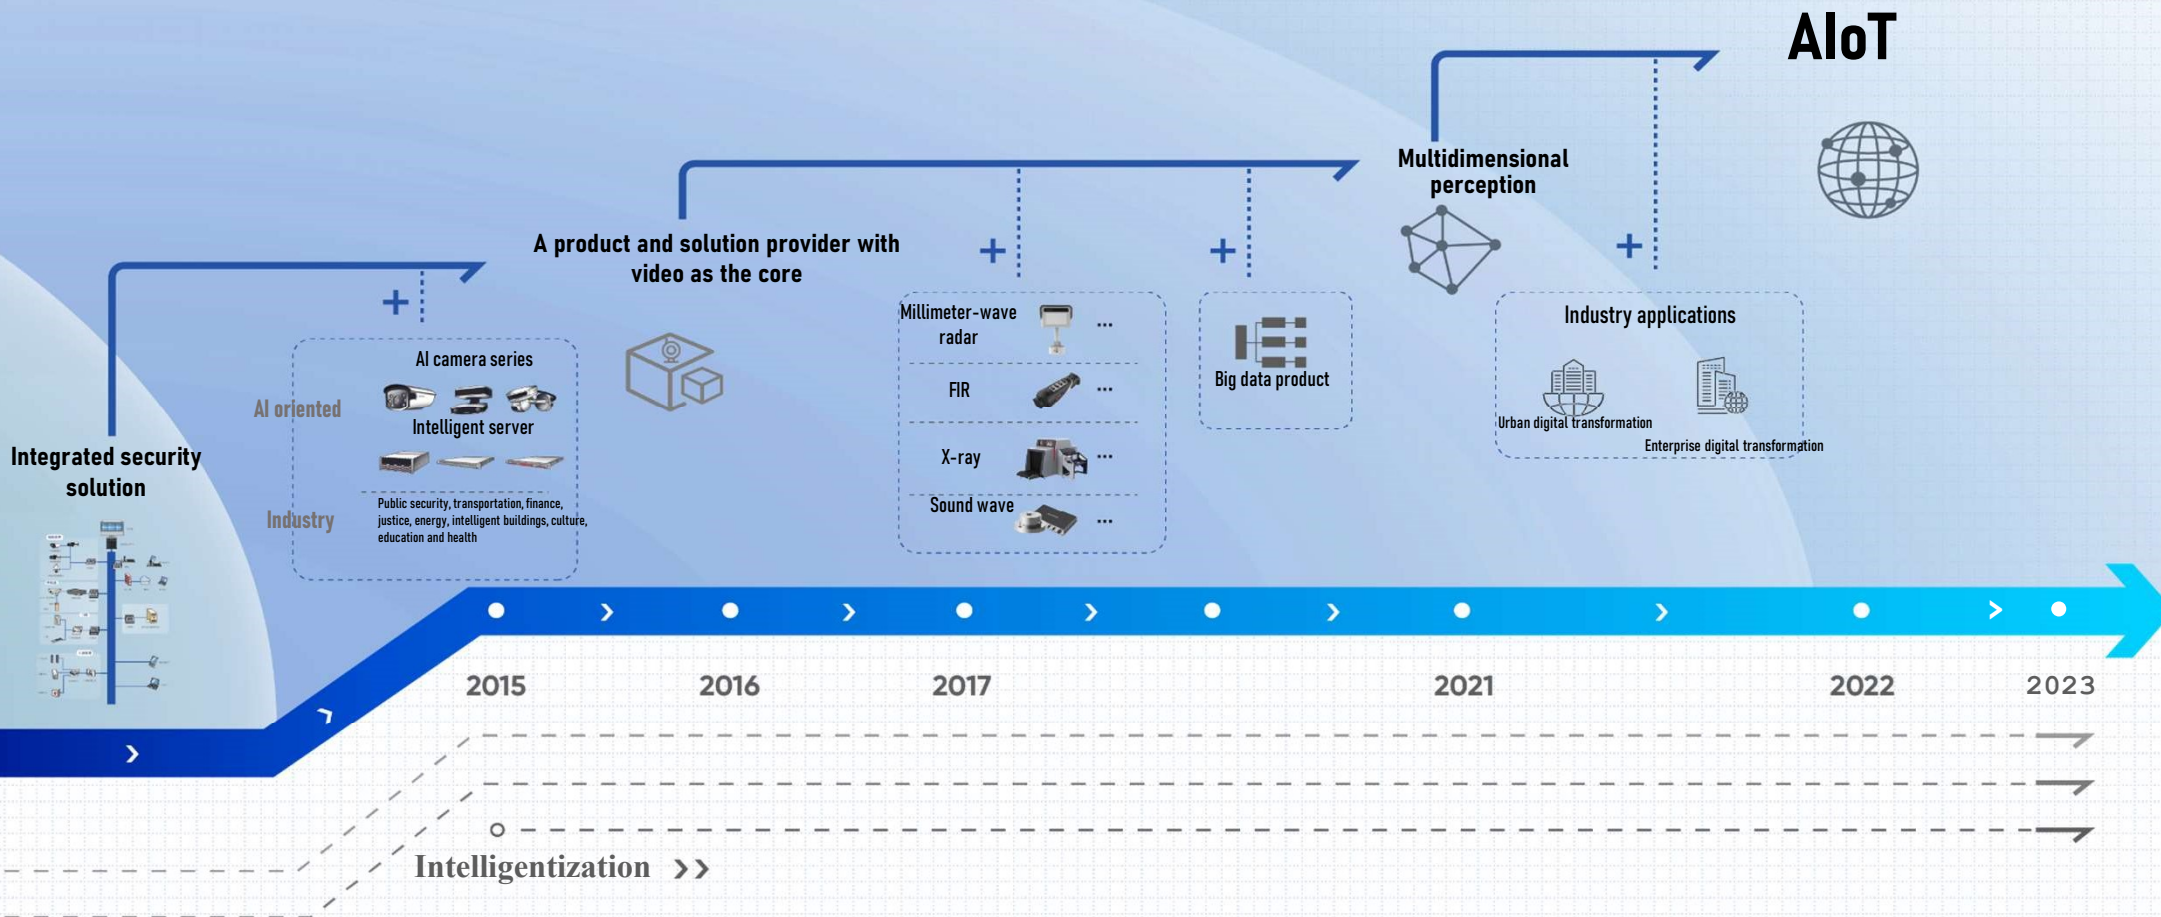 AIoT
Multidimensional
perception
A product and solution provider with
video as the core
Integrated security
solution
AI oriented
AI camera series
Intelligent server
Industry
Public security, transportation, finance,
justice, energy, intelligent buildings, culture,
education and health
Millimeter-wave
radar
...
FIR
...
X-ray
...
Sound wave
...
Big data product
Industry applications
Urban digital transformation
Enterprise digital transformation
2015
2016
2017
2021
2022
2023
Intelligentization